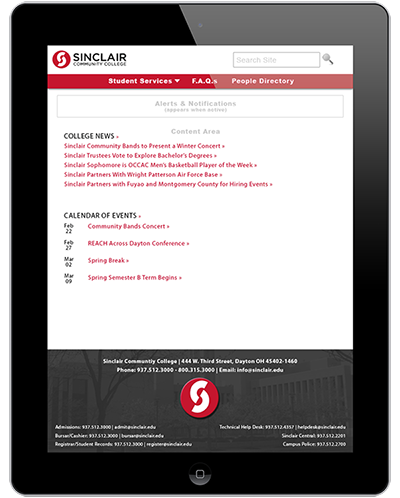 SINCLAIR
COMMUNITY COLLEGE
Search Site
Student Services F.A.Q.s People Directory
Alerts & Notifications
(appears when active)
Content Area
COLLEGE NEWS »
Sinclair Community Bands to Present a Winter Concert »
Sinclair Trustees Vote to Explore Bachelor's Degrees »
Sinclair Sophomore is OCCAC Men's Basketball Player of the Week »
Sinclair Partners With Wright Patterson Air Force Base »
Sinclair Partners with Fuyao and Montgomery County for Hiring Events »
CALENDAR OF EVENTS »
Feb 22 Community Bands Concert »
Feb 27 REACH Across Dayton Conference »
Mar 02 Spring Break »
Mar 09 Spring Semester B Term Begins »
Sinclair Community College | 444 W. Third Street, Dayton OH 45402-1460
Phone: 937.512.3000 - 800.315.3000 | Email: info@sinclair.edu
Admissions: 937.512.3000 | admit@sinclair.edu
Bursar/Cashier: 937.512.3000 | bursar@sinclair.edu
Registrar/Student Records: 937.512.3000 | register@sinclair.edu
Technical Help Desk: 937.512.4357 | helpdesk@sinclair.edu
Sinclair Central: 937.512.2201
Campus Police: 937.512.2700